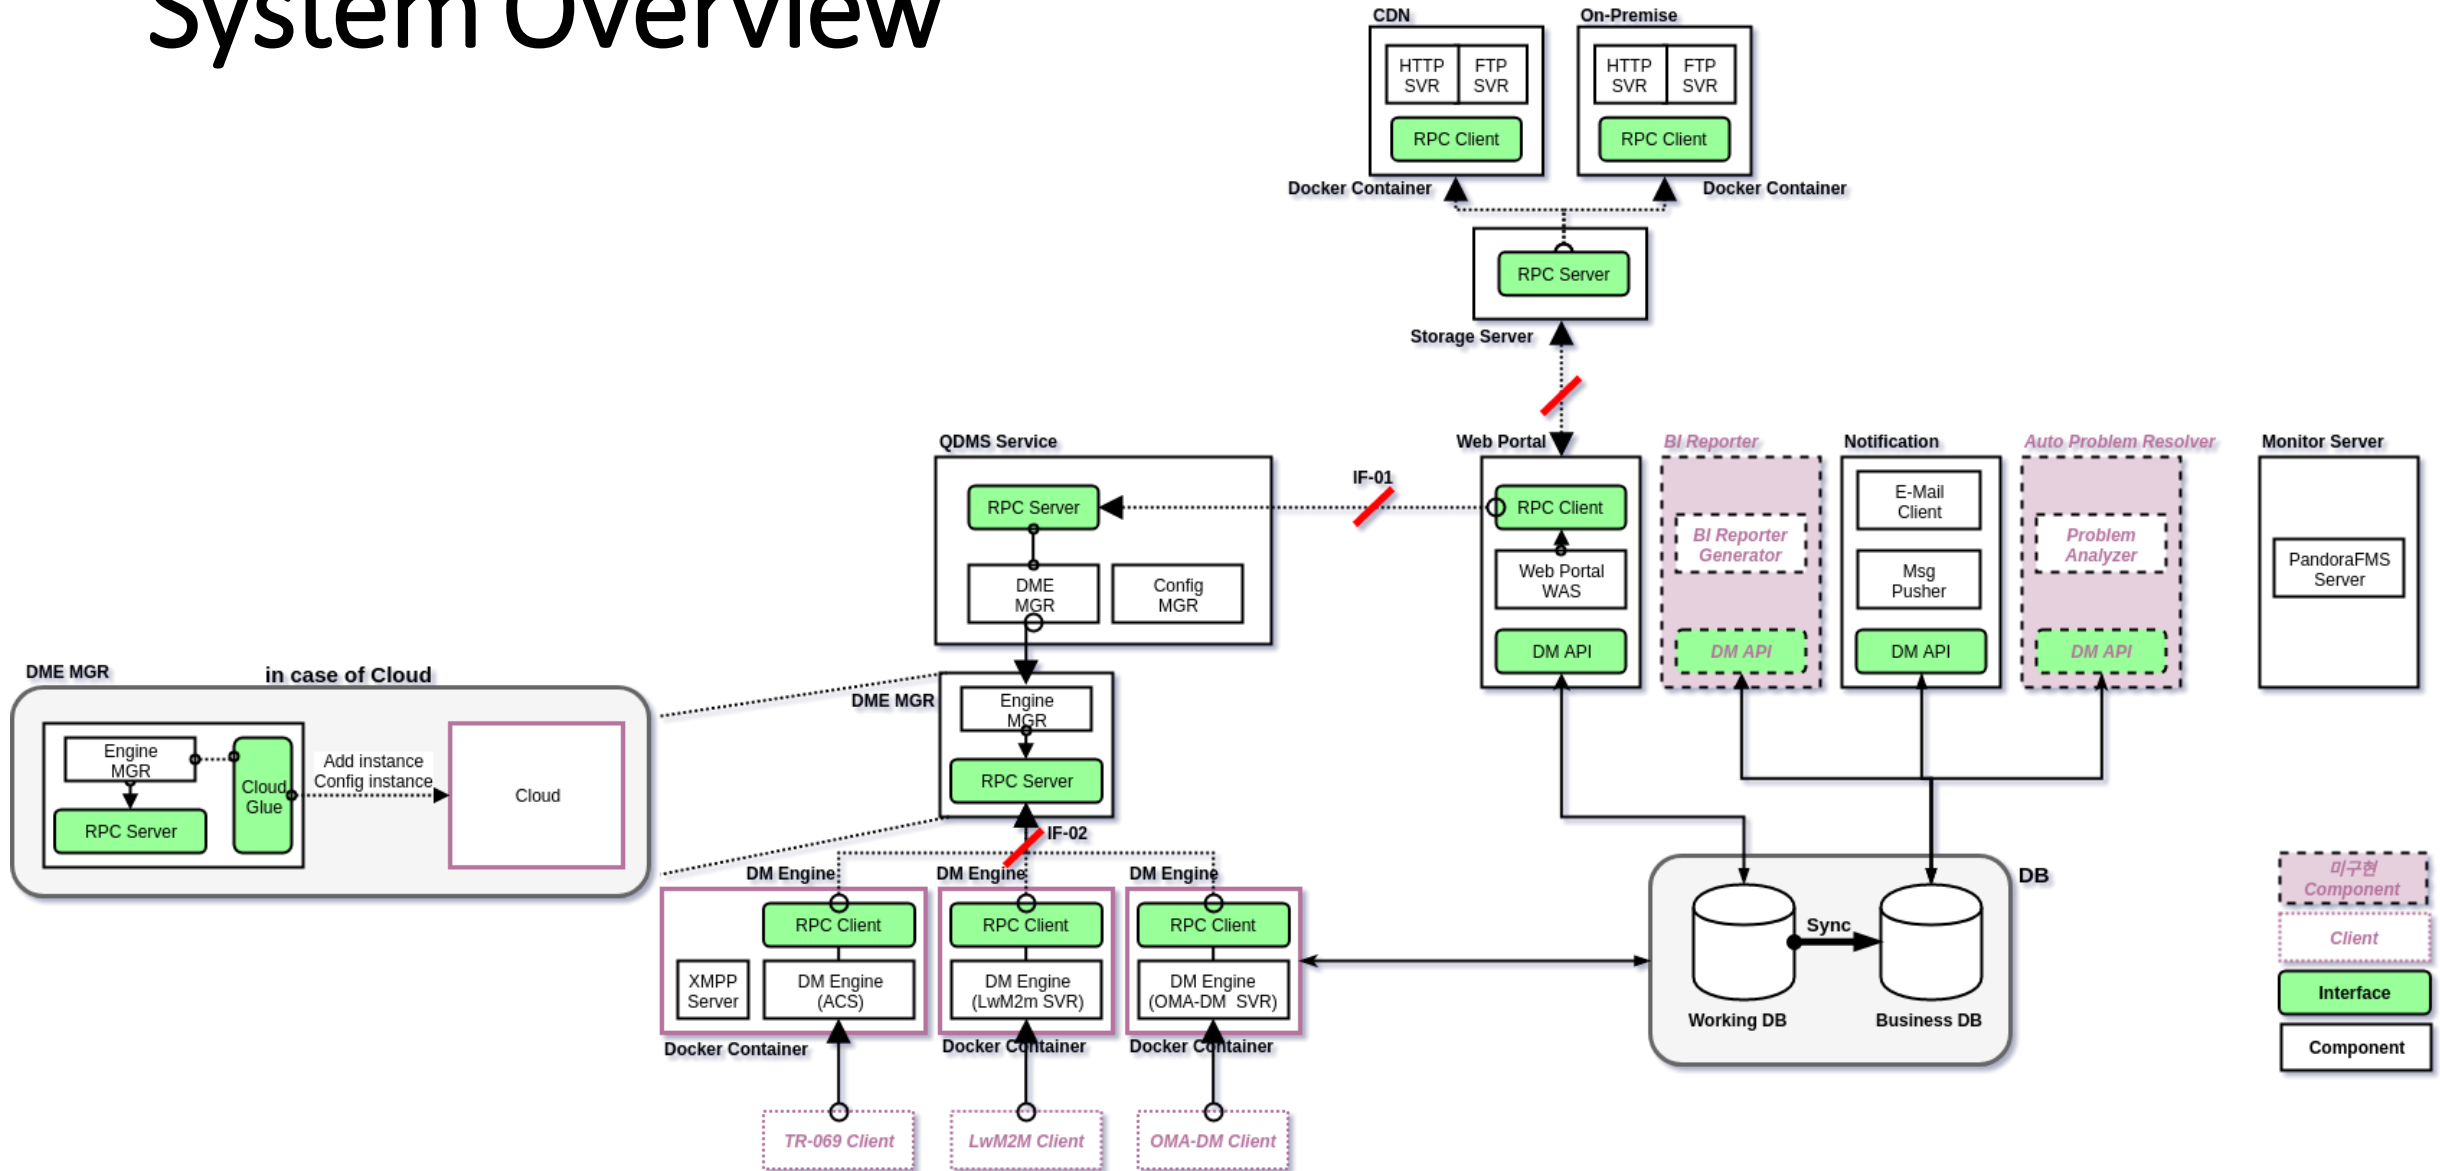 System Overview
CDN
On-Premise
HTTP
SVR
FTP
SVR
HTTP
SVR
FTP
SVR
RPC Client
RPC Client
Docker Container
Docker Container
RPC Server
Storage Server
QDMS Service
RPC Server
DME
MGR
Config
MGR
IF-01
Web Portal
RPC Client
Web Portal
WAS
DM API
BI Reporter
BI Reporter
Generator
DM API
Notification
E-Mail
Client
Msg
Pusher
DM API
Auto Problem Resolver
Problem
Analyzer
DM API
Monitor Server
PandoraFMS
Server
DME MGR
in case of Cloud
Engine
MGR
RPC Server
Cloud
Glue
Add instance
Config instance
Cloud
DME MGR
Engine
MGR
RPC Server
IF-02
DM Engine
RPC Client
XMPP
Server
DM Engine
(ACS)
Docker Container
DM Engine
RPC Client
DM Engine
(LwM2m SVR)
Docker Container
DM Engine
RPC Client
DM Engine
(OMA-DM SVR)
Docker Container
TR-069 Client
LwM2M Client
OMA-DM Client
DB
Sync
Working DB
Business DB
미구현
Component
Client
Interface
Component